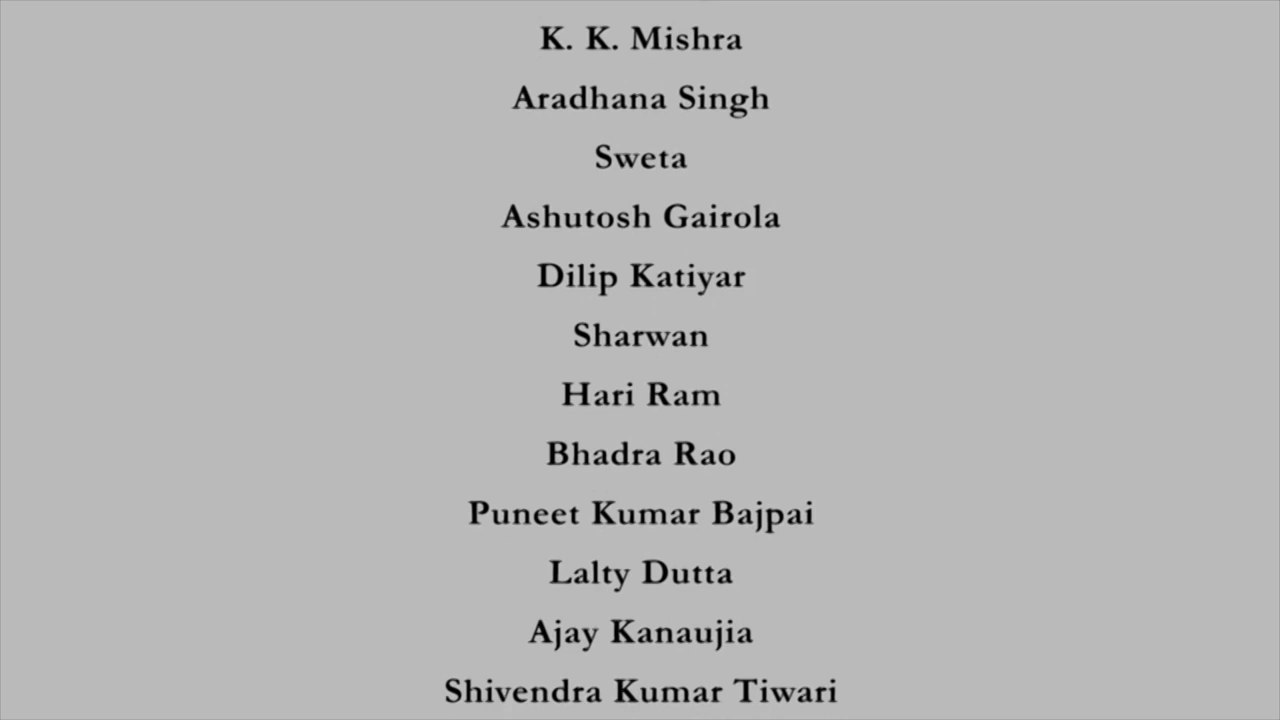 K. K. Mishra
Aradhana Singh
Sweta
Ashutosh Gairola
Dilip Katiyar
Sharwan
Hari Ram
Bhadra Rao
Puneet Kumar Bajpai
Lalty Dutta
Ajay Kanaujia
Shivendra Kumar Tiwari